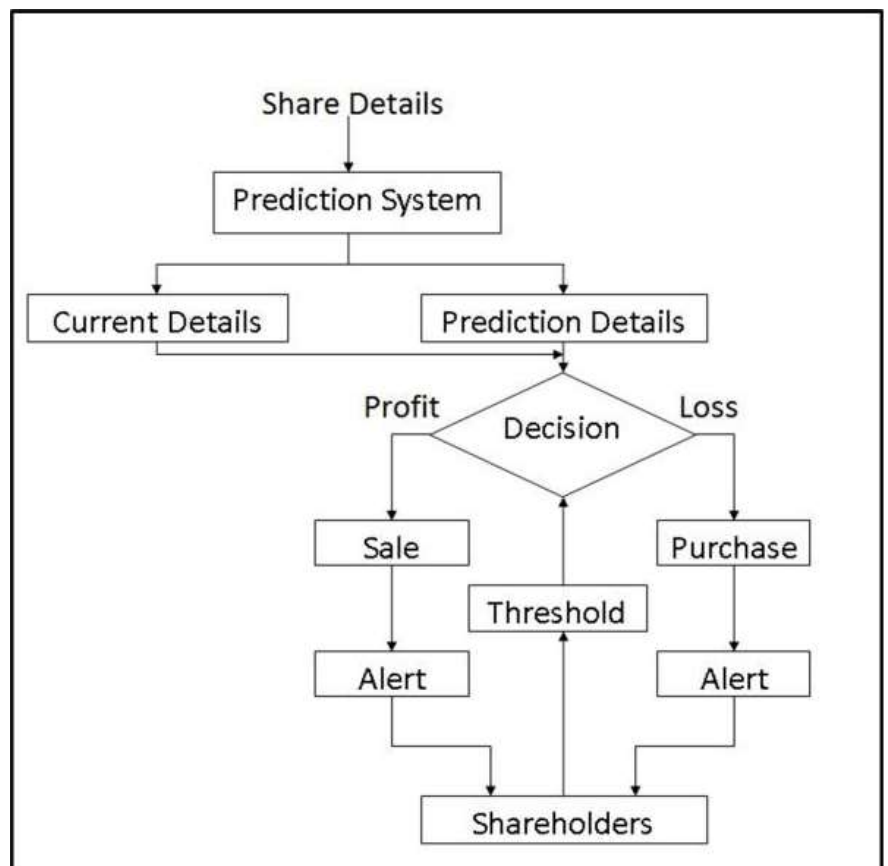 Share Details
Prediction System
Current Details
Prediction Details
Profit
Loss
Decision
Sale
Purchase
Threshold
Alert
Alert
Shareholders